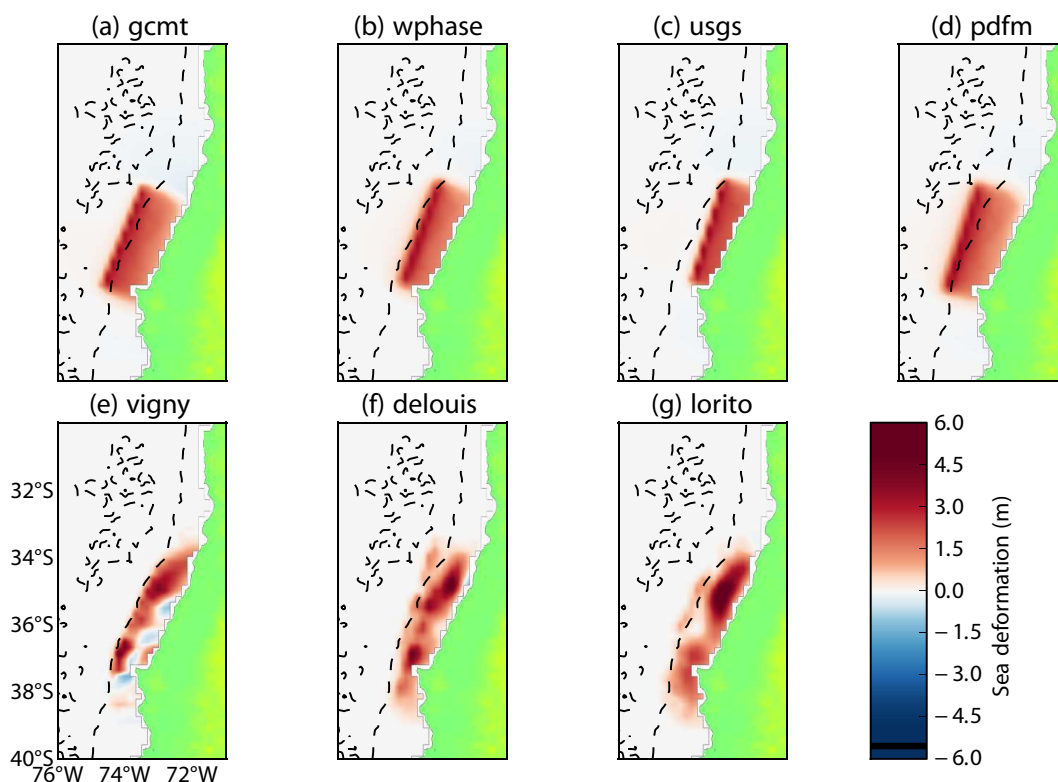 (a) gcmt
(b) wphase
(c) usgs
(d) pdfm
(e) vigny
(f) delouis
(g) lorito
32°S
34°S
36°S
38°S
40°S
76°W 74°W 72°W
6.0
4.5
3.0
1.5
0.0
−1.5
−3.0
−4.5
−6.0
Sea deformation (m)